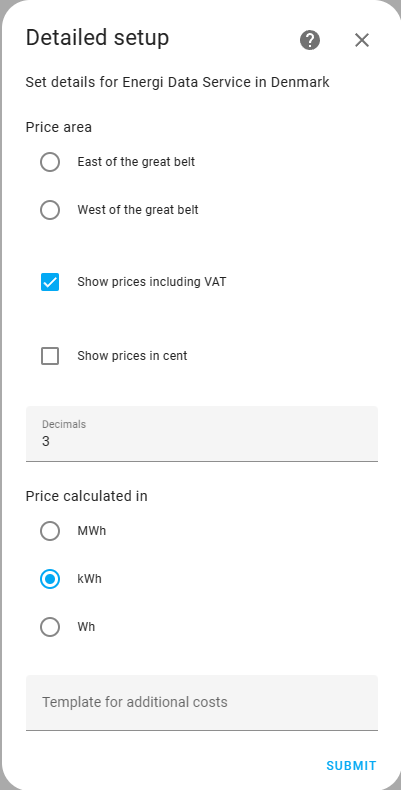 Detailed setup
Set details for Energi Data Service in Denmark
Price area
East of the great belt
West of the great belt
Show prices including VAT
Show prices in cent
Decimals
3
Price calculated in
MWh
kWh
Wh
Template for additional costs
SUBMIT